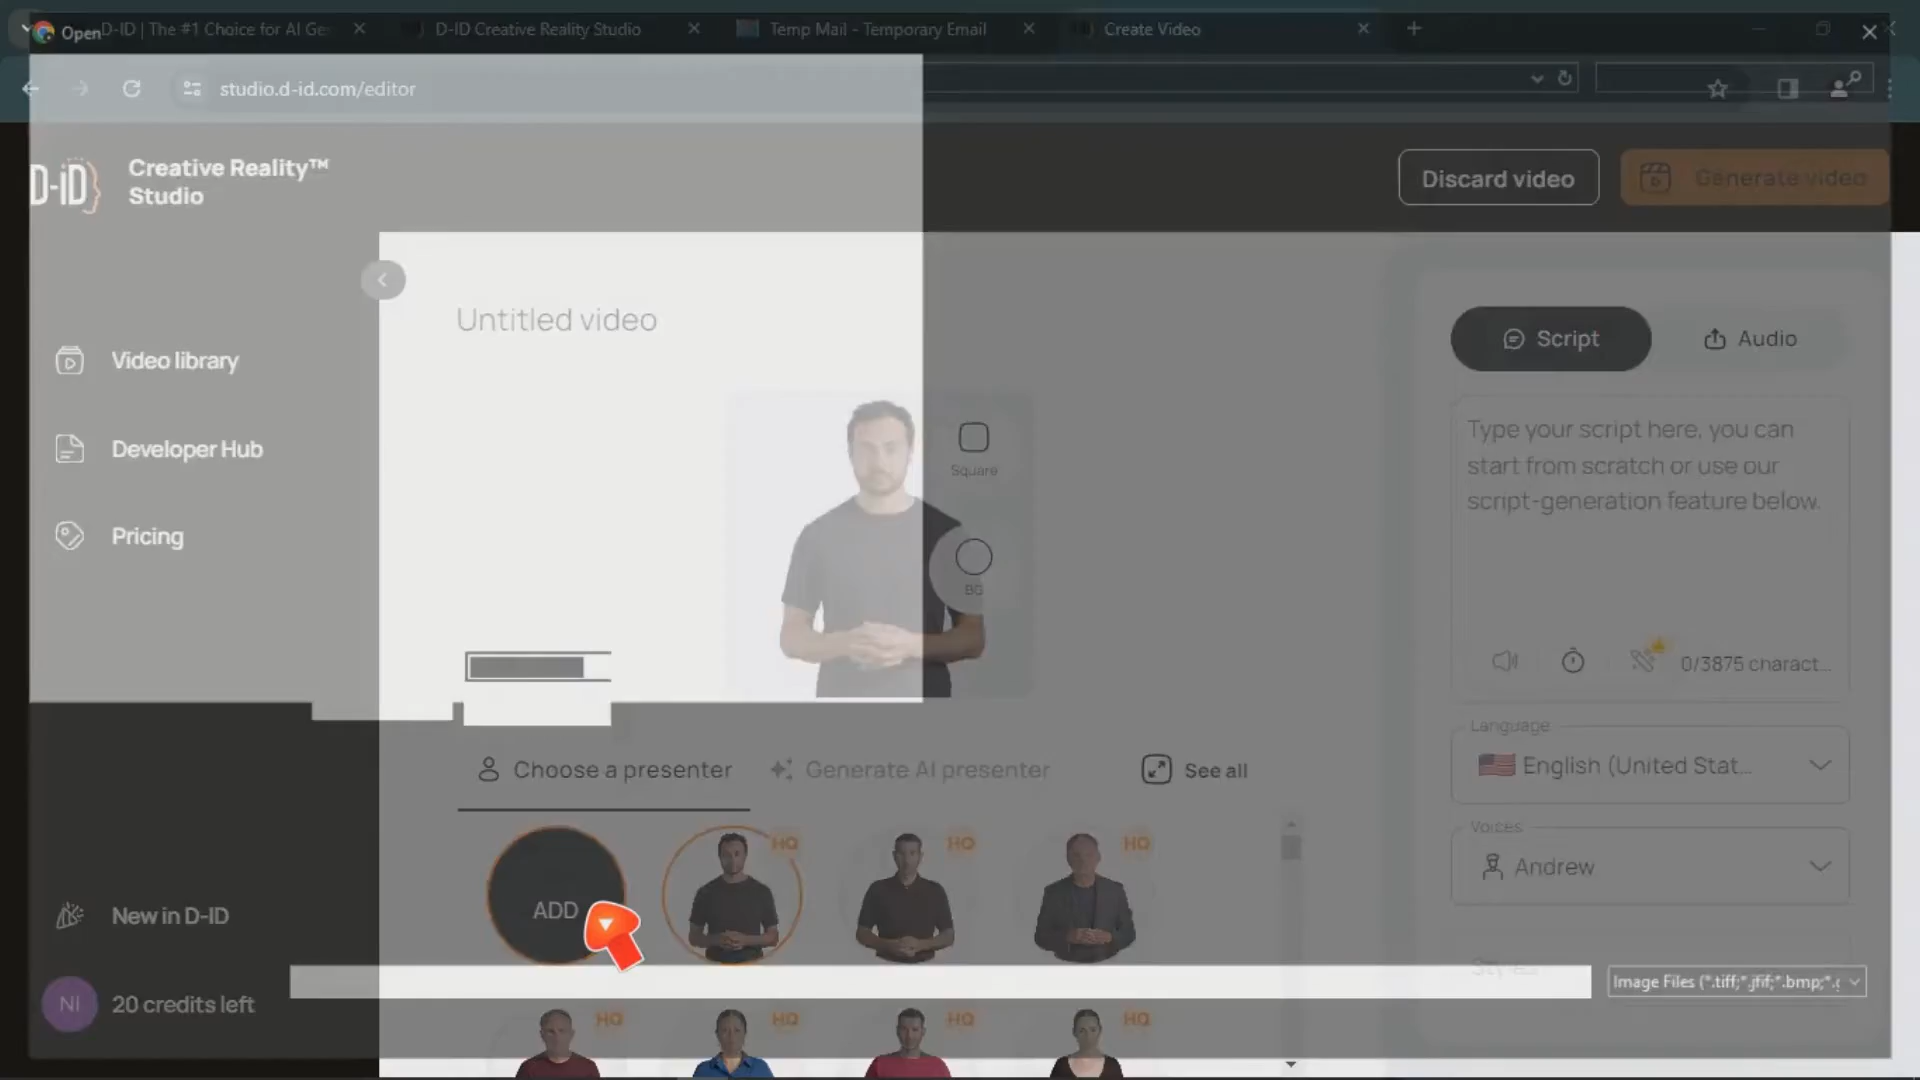 Open
D-ID | The #1 Choice for AI Ge
D-ID Creative Reality Studio
Temp Mail - Temporary Email
Create Video
studio.d-id.com/editor
D-iD
Creative Reality™
Studio
Discard video
Generate video
Video library
Developer Hub
Pricing
New in D-ID
NI
20 credits left
Untitled video
Square
BG
Choose a presenter
Generate AI presenter
See all
ADD
HQ
HQ
HQ
HQ
HQ
HQ
HQ
Script
Audio
Type your script here, you can
start from scratch or use our
script-generation feature below.
0/3875 charact...
Language
English (United Stat...
Voices
Andrew
Image Files (*.tiff;*.jfif;*.bmp;*.g